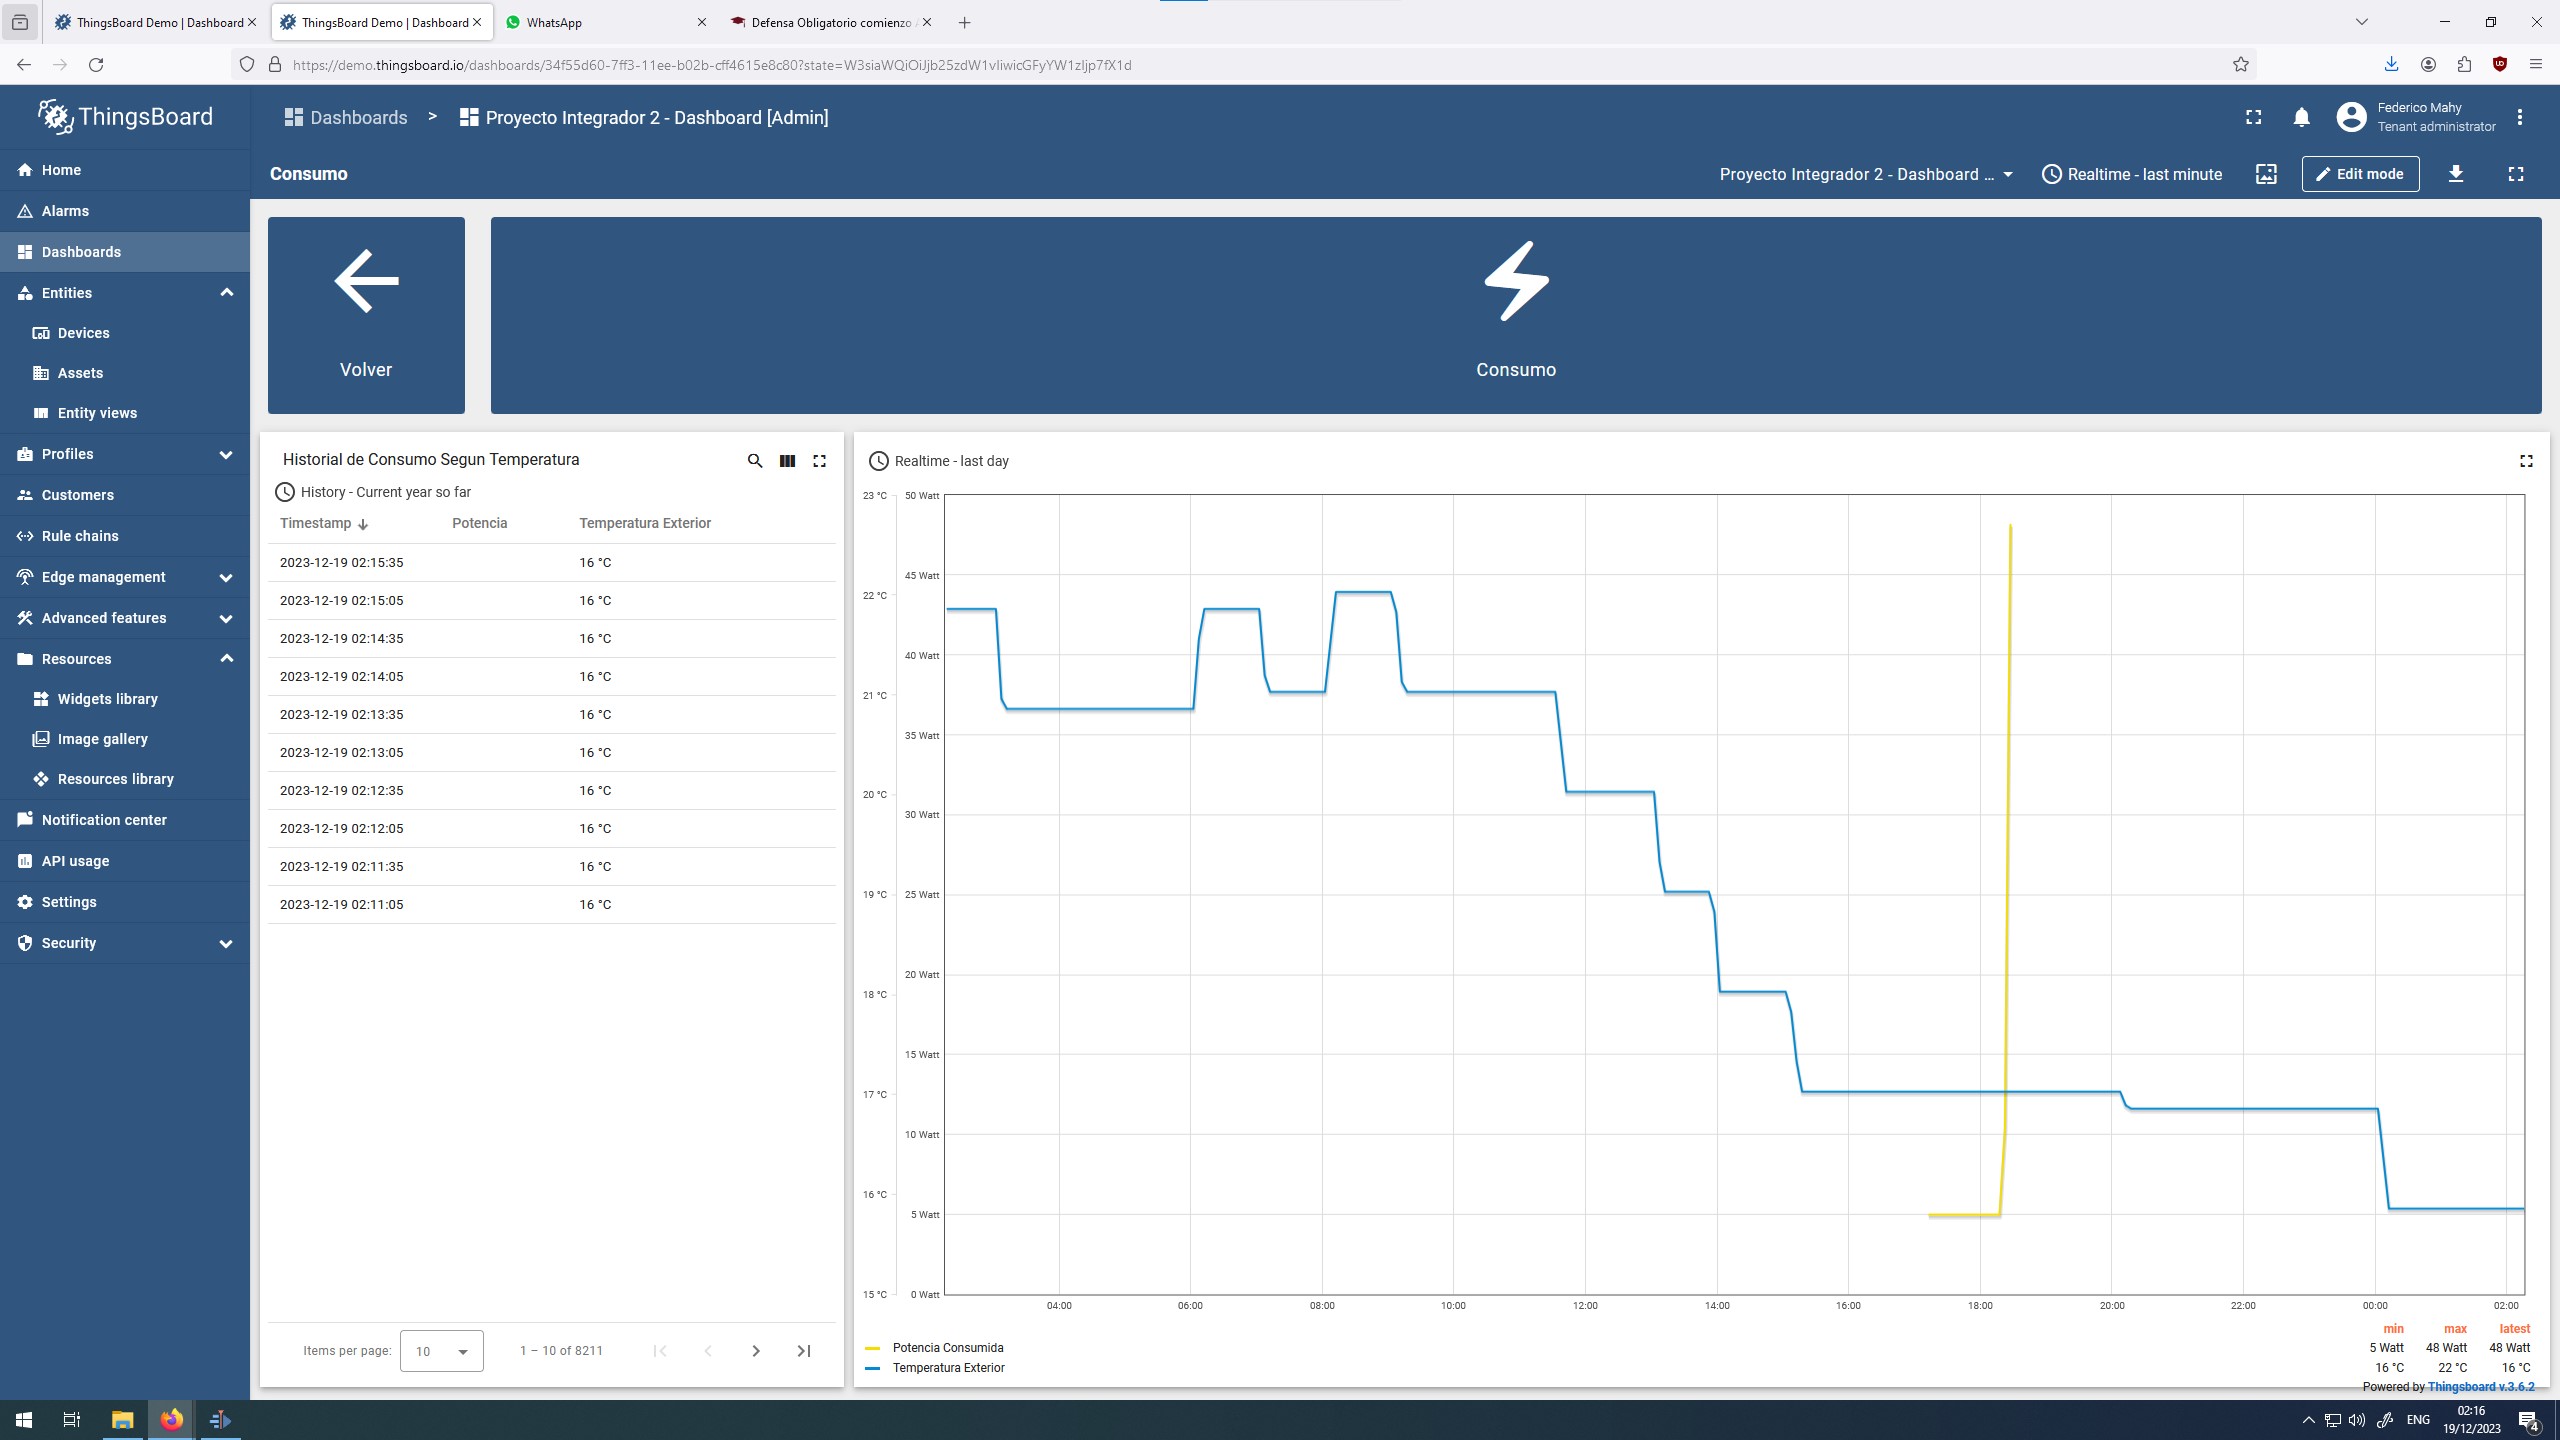 ThingsBoard Demo | Dashboard
ThingsBoard Demo | Dashboard
WhatsApp
Defensa Obligatorio comienzo
https://demo.thingsboard.io/dashboards/34f55d60-7ff3-11ee-b02b-cff4615e8c80?state=W3siaWQiOiJjb25zdW1vIiwicGFyYW1zIjp7fX1d
ThingsBoard
Dashboards > Proyecto Integrador 2 - Dashboard [Admin]
Federico Mahy
Tenant administrator
Consumo
Proyecto Integrador 2 - Dashboard ...
Realtime - last minute
Edit mode
Home
Alarms
Dashboards
Entities
Devices
Assets
Entity views
Profiles
Customers
Rule chains
Edge management
Advanced features
Resources
Widgets library
Image gallery
Resources library
Notification center
API usage
Settings
Security
Volver
Consumo
Historial de Consumo Segun Temperatura
History - Current year so far
Timestamp Potencia Temperatura Exterior
2023-12-19 02:15:35 16 °C
2023-12-19 02:15:05 16 °C
2023-12-19 02:14:35 16 °C
2023-12-19 02:14:05 16 °C
2023-12-19 02:13:35 16 °C
2023-12-19 02:13:05 16 °C
2023-12-19 02:12:35 16 °C
2023-12-19 02:12:05 16 °C
2023-12-19 02:11:35 16 °C
2023-12-19 02:11:05 16 °C
Items per page: 10 1 – 10 of 8211
Realtime - last day
23 °C 50 Watt
45 Watt
22 °C
40 Watt
21 °C
35 Watt
20 °C
30 Watt
19 °C 25 Watt
20 Watt
18 °C
15 Watt
17 °C
10 Watt
16 °C
5 Watt
15 °C 0 Watt
04:00 06:00 08:00 10:00 12:00 14:00 16:00 18:00 20:00 22:00 00:00 02:00
min max latest
Potencia Consumida 5 Watt 48 Watt 48 Watt
Temperatura Exterior 16 °C 22 °C 16 °C
Powered by Thingsboard v.3.6.2
ENG
02:16
19/12/2023
4